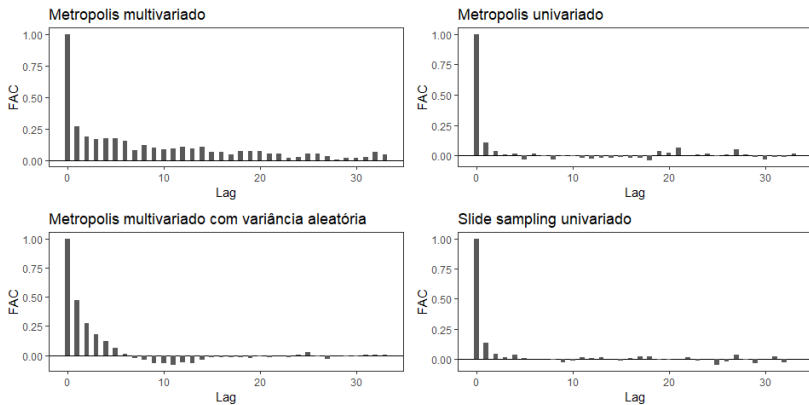 Metropolis multivariado
1.00
0.75
0.50
0.25
0.00
FAC
0 10 20 30
Lag
Metropolis univariado
1.00
0.75
0.50
0.25
0.00
FAC
0 10 20 30
Lag
Metropolis multivariado com variância aleatória
1.00
0.75
0.50
0.25
0.00
FAC
0 10 20 30
Lag
Slide sampling univariado
1.00
0.75
0.50
0.25
0.00
FAC
0 10 20 30
Lag